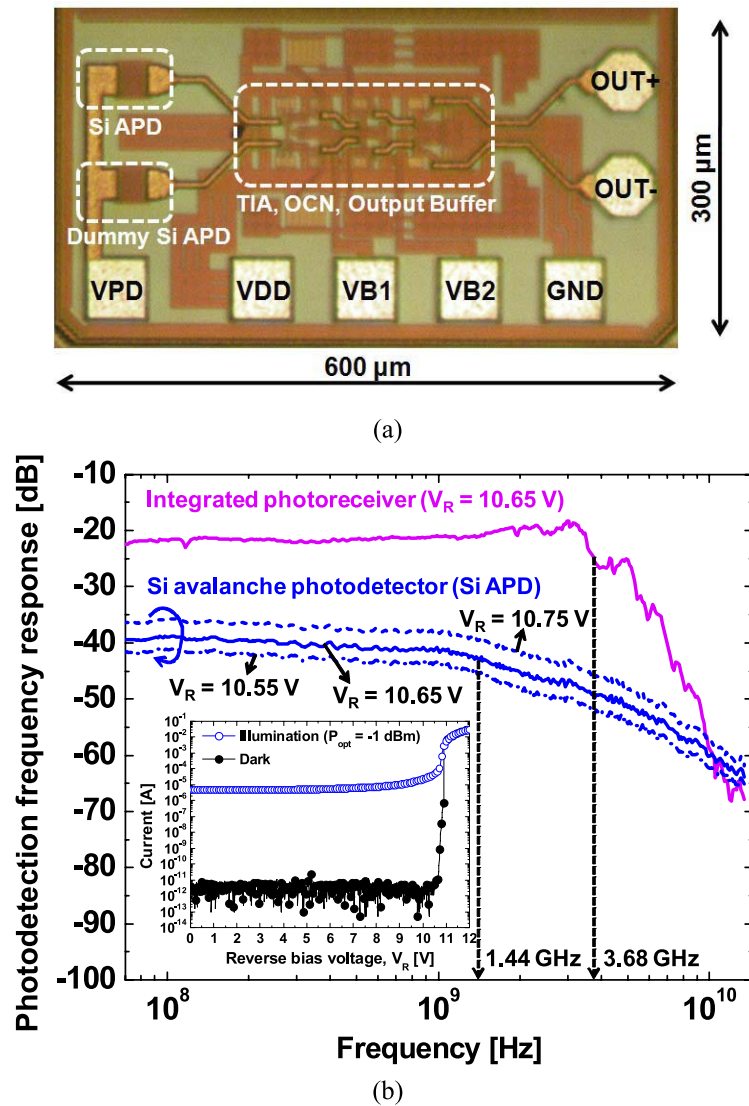 Si APD
Dummy Si APD
TIA, OCN, Output Buffer
OUT+
OUT-
VPD
VDD
VB1
VB2
GND
300 μm
600 μm
(a)
Photodetection frequency response [dB]
-10
-20
-30
-40
-50
-60
-70
-80
-90
-100
Integrated photoreceiver (V_R = 10.65 V)
Si avalanche photodetector (Si APD)
V_R = 10.75 V
V_R = 10.55 V
V_R = 10.65 V
Current [A]
10^-1
10^-2
10^-3
10^-4
10^-5
10^-6
10^-7
10^-8
10^-9
10^-10
10^-11
10^-12
10^-13
10^-14
Illumination (P_opt = -1 dBm)
Dark
0 1 2 3 4 5 6 7 8 9 10 11 12
Reverse bias voltage, V_R [V]
1.44 GHz
3.68 GHz
10^8
10^9
10^10
Frequency [Hz]
(b)